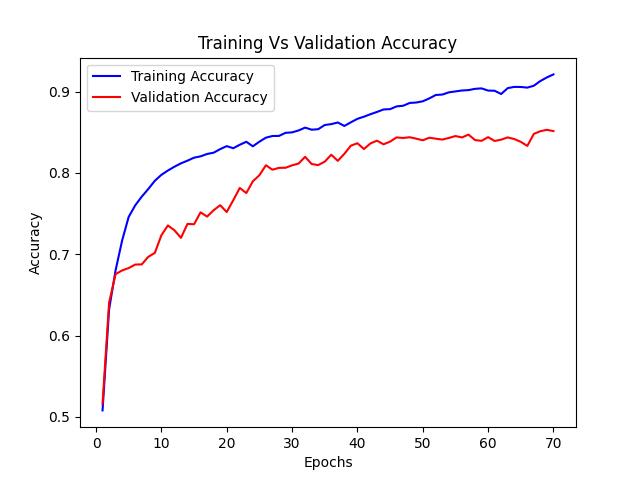 Training Vs Validation Accuracy
Training Accuracy
Validation Accuracy
Accuracy
0.9
0.8
0.7
0.6
0.5
0 10 20 30 40 50 60 70
Epochs